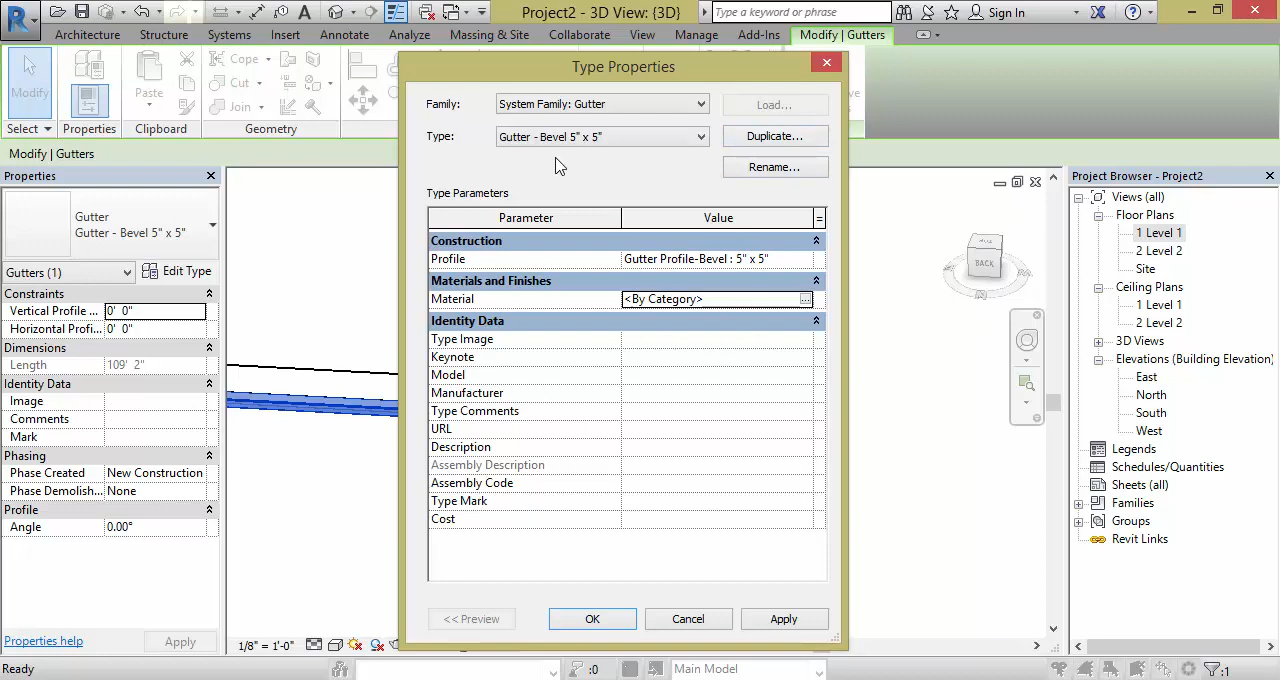 Project2 - 3D View: {3D}
Type a keyword or phrase
Sign In
Architecture
Structure
Systems
Insert
Annotate
Analyze
Massing & Site
Collaborate
View
Manage
Add-Ins
Modify | Gutters
Modify
Paste
Cope
Cut
Join
Select
Properties
Clipboard
Geometry
Modify | Gutters
Properties
Gutter
Gutter - Bevel 5" x 5"
Gutters (1)
Edit Type
Constraints
Vertical Profile ... 0' 0"
Horizontal Profi... 0' 0"
Dimensions
Length 109' 2"
Identity Data
Image
Comments
Mark
Phasing
Phase Created New Construction
Phase Demolish... None
Profile
Angle 0.00°
Properties help
Apply
Type Properties
Family: System Family: Gutter Load...
Type: Gutter - Bevel 5" x 5" Duplicate...
Rename...
Type Parameters
Parameter Value =
Construction
Profile Gutter Profile-Bevel : 5" x 5"
Materials and Finishes
Material <By Category>
Identity Data
Type Image
Keynote
Model
Manufacturer
Type Comments
URL
Description
Assembly Description
Assembly Code
Type Mark
Cost
<< Preview OK Cancel Apply
BACK
Project Browser - Project2
Views (all)
Floor Plans
1 Level 1
2 Level 2
Site
Ceiling Plans
1 Level 1
2 Level 2
3D Views
Elevations (Building Elevation)
East
North
South
West
Legends
Schedules/Quantities
Sheets (all)
Families
Groups
Revit Links
1/8" = 1'-0"
Ready
:0
Main Model
:1